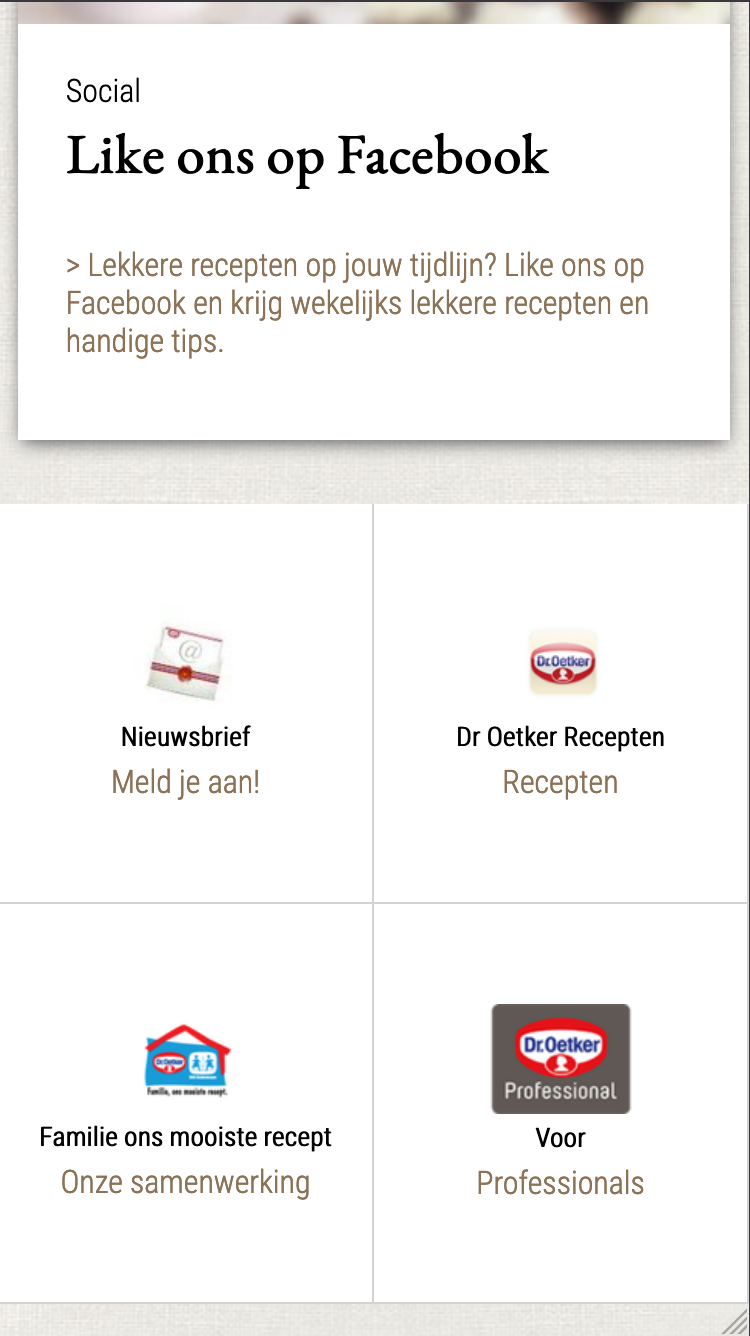 Social
Like ons op Facebook
> Lekkere recepten op jouw tijdlijn? Like ons op
Facebook en krijg wekelijks lekkere recepten en
handige tips.
@
Dr.Oetker
Nieuwsbrief
Dr Oetker Recepten
Meld je aan!
Recepten
Dr.Oetker
Familie, ons mooiste recept.
Dr.Oetker
Professional
Familie ons mooiste recept
Voor
Onze samenwerking
Professionals